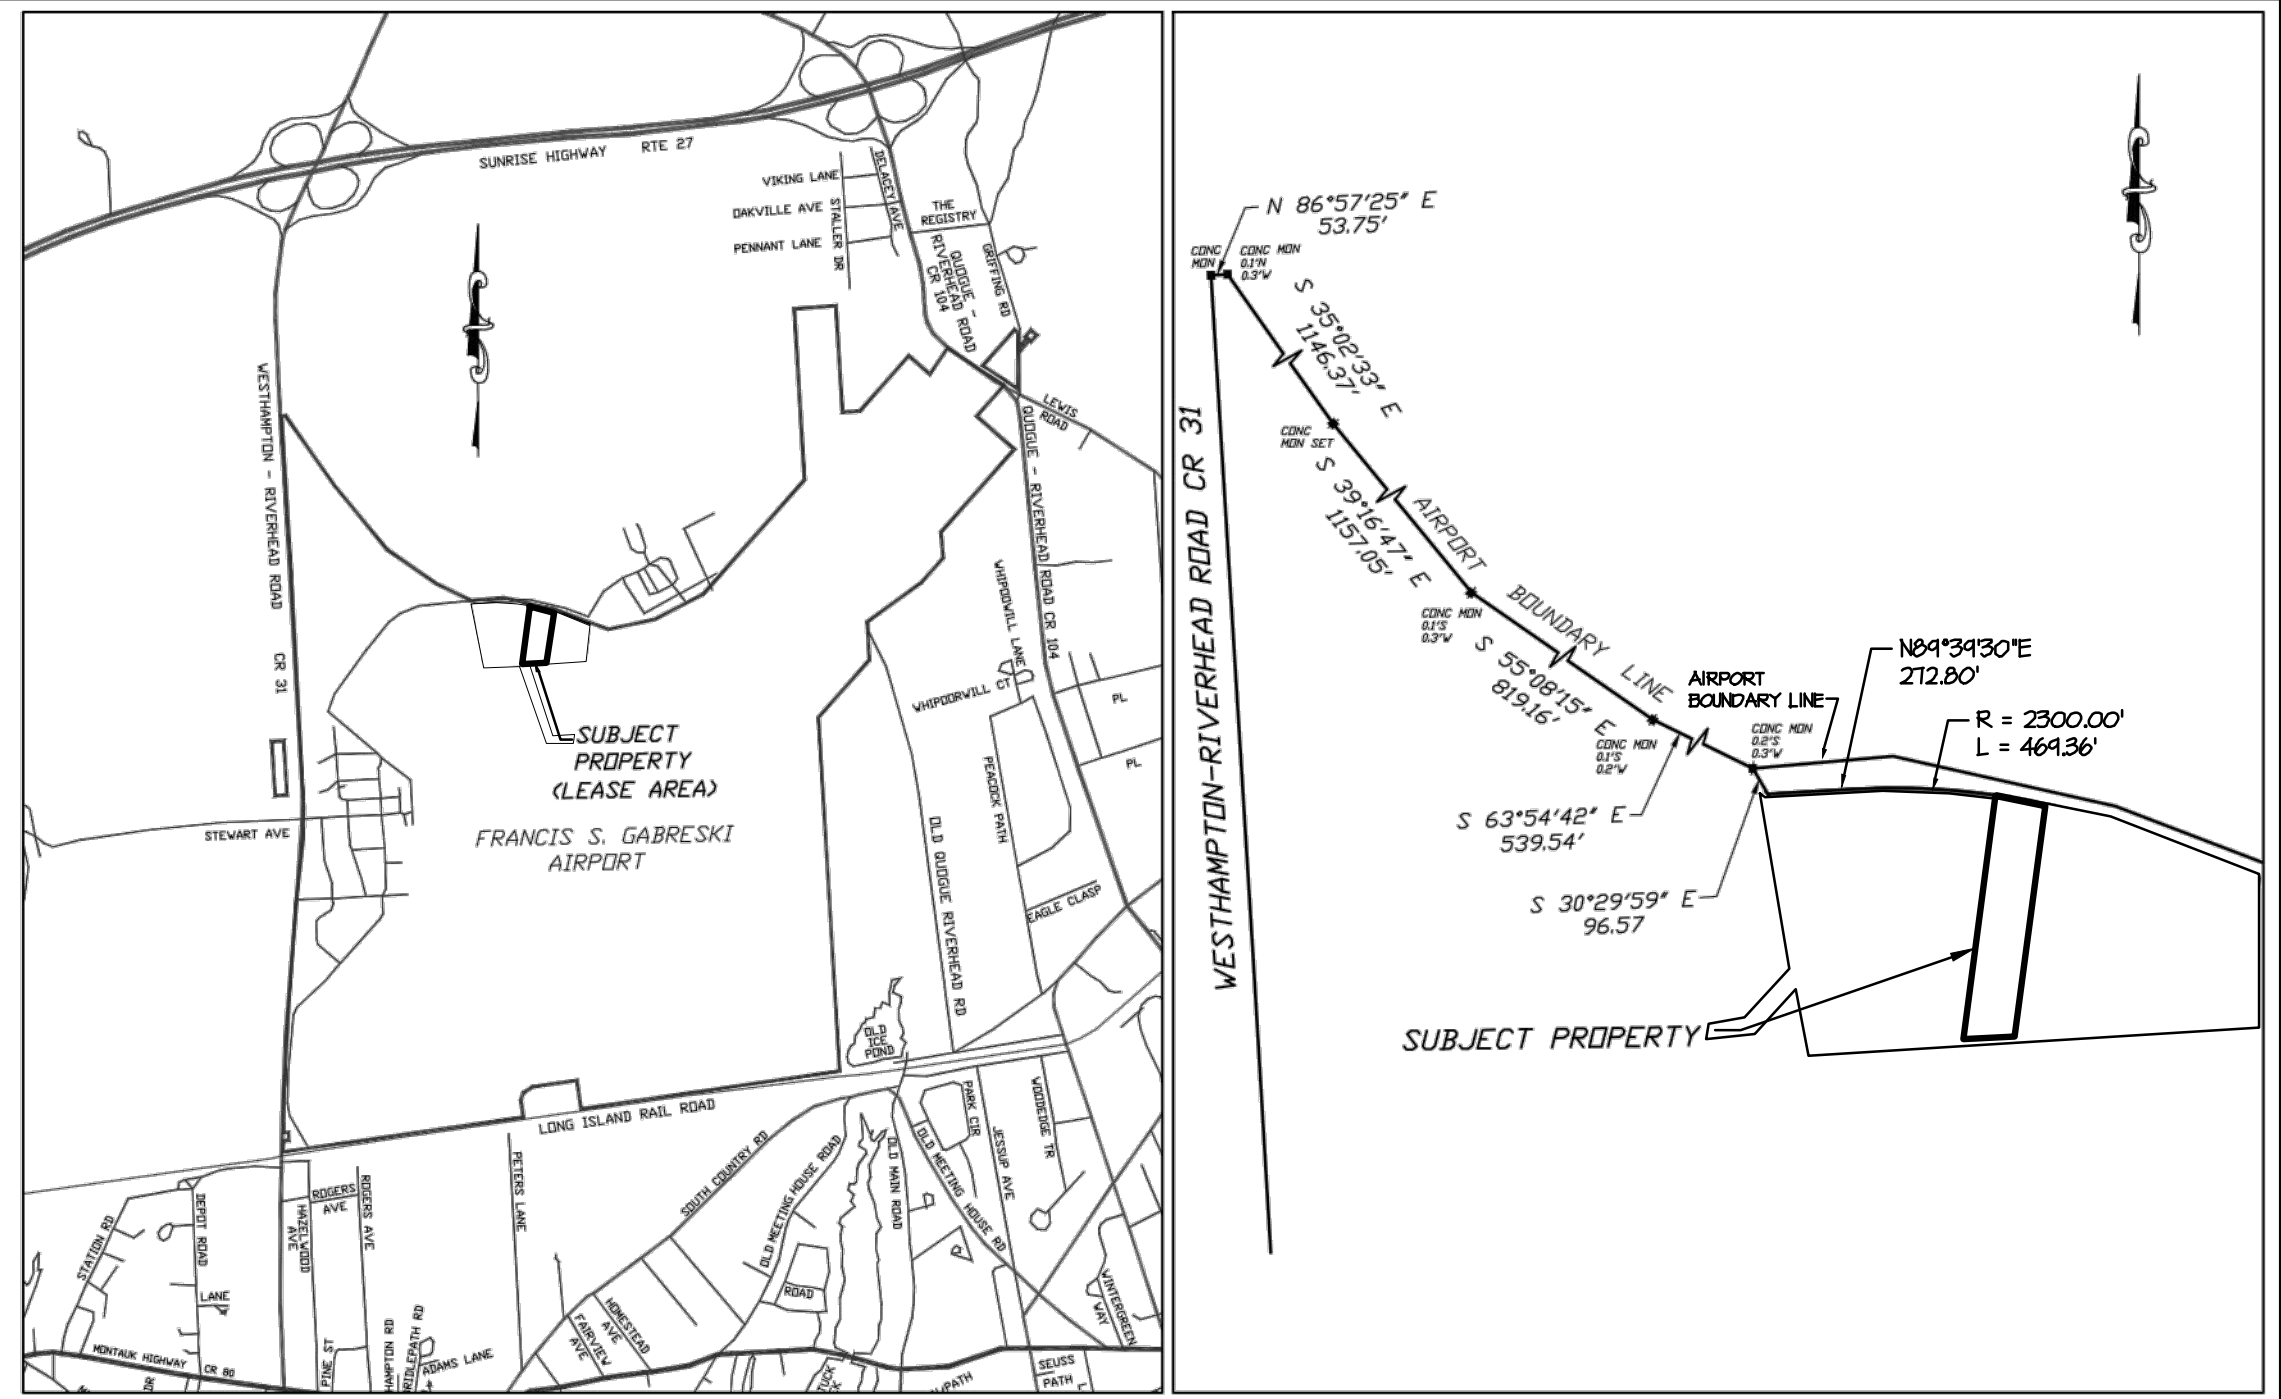 SUNRISE HIGHWAY RTE 27
VIKING LANE
OAKVILLE AVE
PENNANT LANE
STALLER DR
DELACEY AVE
THE
REGISTRY
QUOGUE -
RIVERHEAD ROAD
CR 104
GRIFFING RD
LEWIS
ROAD
WESTHAMPTON - RIVERHEAD ROAD CR 31
QUOGUE - RIVERHEAD ROAD CR 104
WHIPOORWILL LANE
WHIPOORWILL CT
PL
PL
PEACOCK PATH
EAGLE CLASP
OLD QUOGUE RIVERHEAD RD
SUBJECT
PROPERTY
(LEASE AREA)
FRANCIS S. GABRESKI
AIRPORT
STEWART AVE
OLD
ICE
POND
LONG ISLAND RAIL ROAD
PETERS LANE
SOUTH COUNTRY RD
OLD MEETING HOUSE ROAD
OLD MAIN ROAD
OLD MEETING HOUSE RD
PARK CIR
JESSUP AVE
WOODEDGE TR
WINTERGREEN
WAY
ROGERS
AVE
ROGERS AVE
HAZELWOOD
AVE
DEPOT ROAD
STATION RD
LANE
ROAD
HOMESTEAD
AVE
FAIRVIEW
AVE
MONTAUK HIGHWAY CR 80
PINE ST
HAMPTON RD
RIDLEPATH RD
ADAMS LANE
DR
SEUSS
PATH
PATH
N 86°57'25" E
53.75'
CONC
MON
CONC MON
0.1'N
0.3'W
S 35°02'33" E
1146.37'
CONC
MON SET
S 39°16'47" E
1157.05'
AIRPORT BOUNDARY LINE
CONC MON
0.1'S
0.3'W
S 55°08'15" E
819.16'
CONC MON
0.1'S
0.2'W
AIRPORT
BOUNDARY LINE
N89°39'30"E
272.80'
R = 2300.00'
L = 469.36'
CONC MON
0.2'S
0.3'W
S 63°54'42" E
539.54'
S 30°29'59" E
96.57
WESTHAMPTON-RIVERHEAD ROAD CR 31
SUBJECT PROPERTY